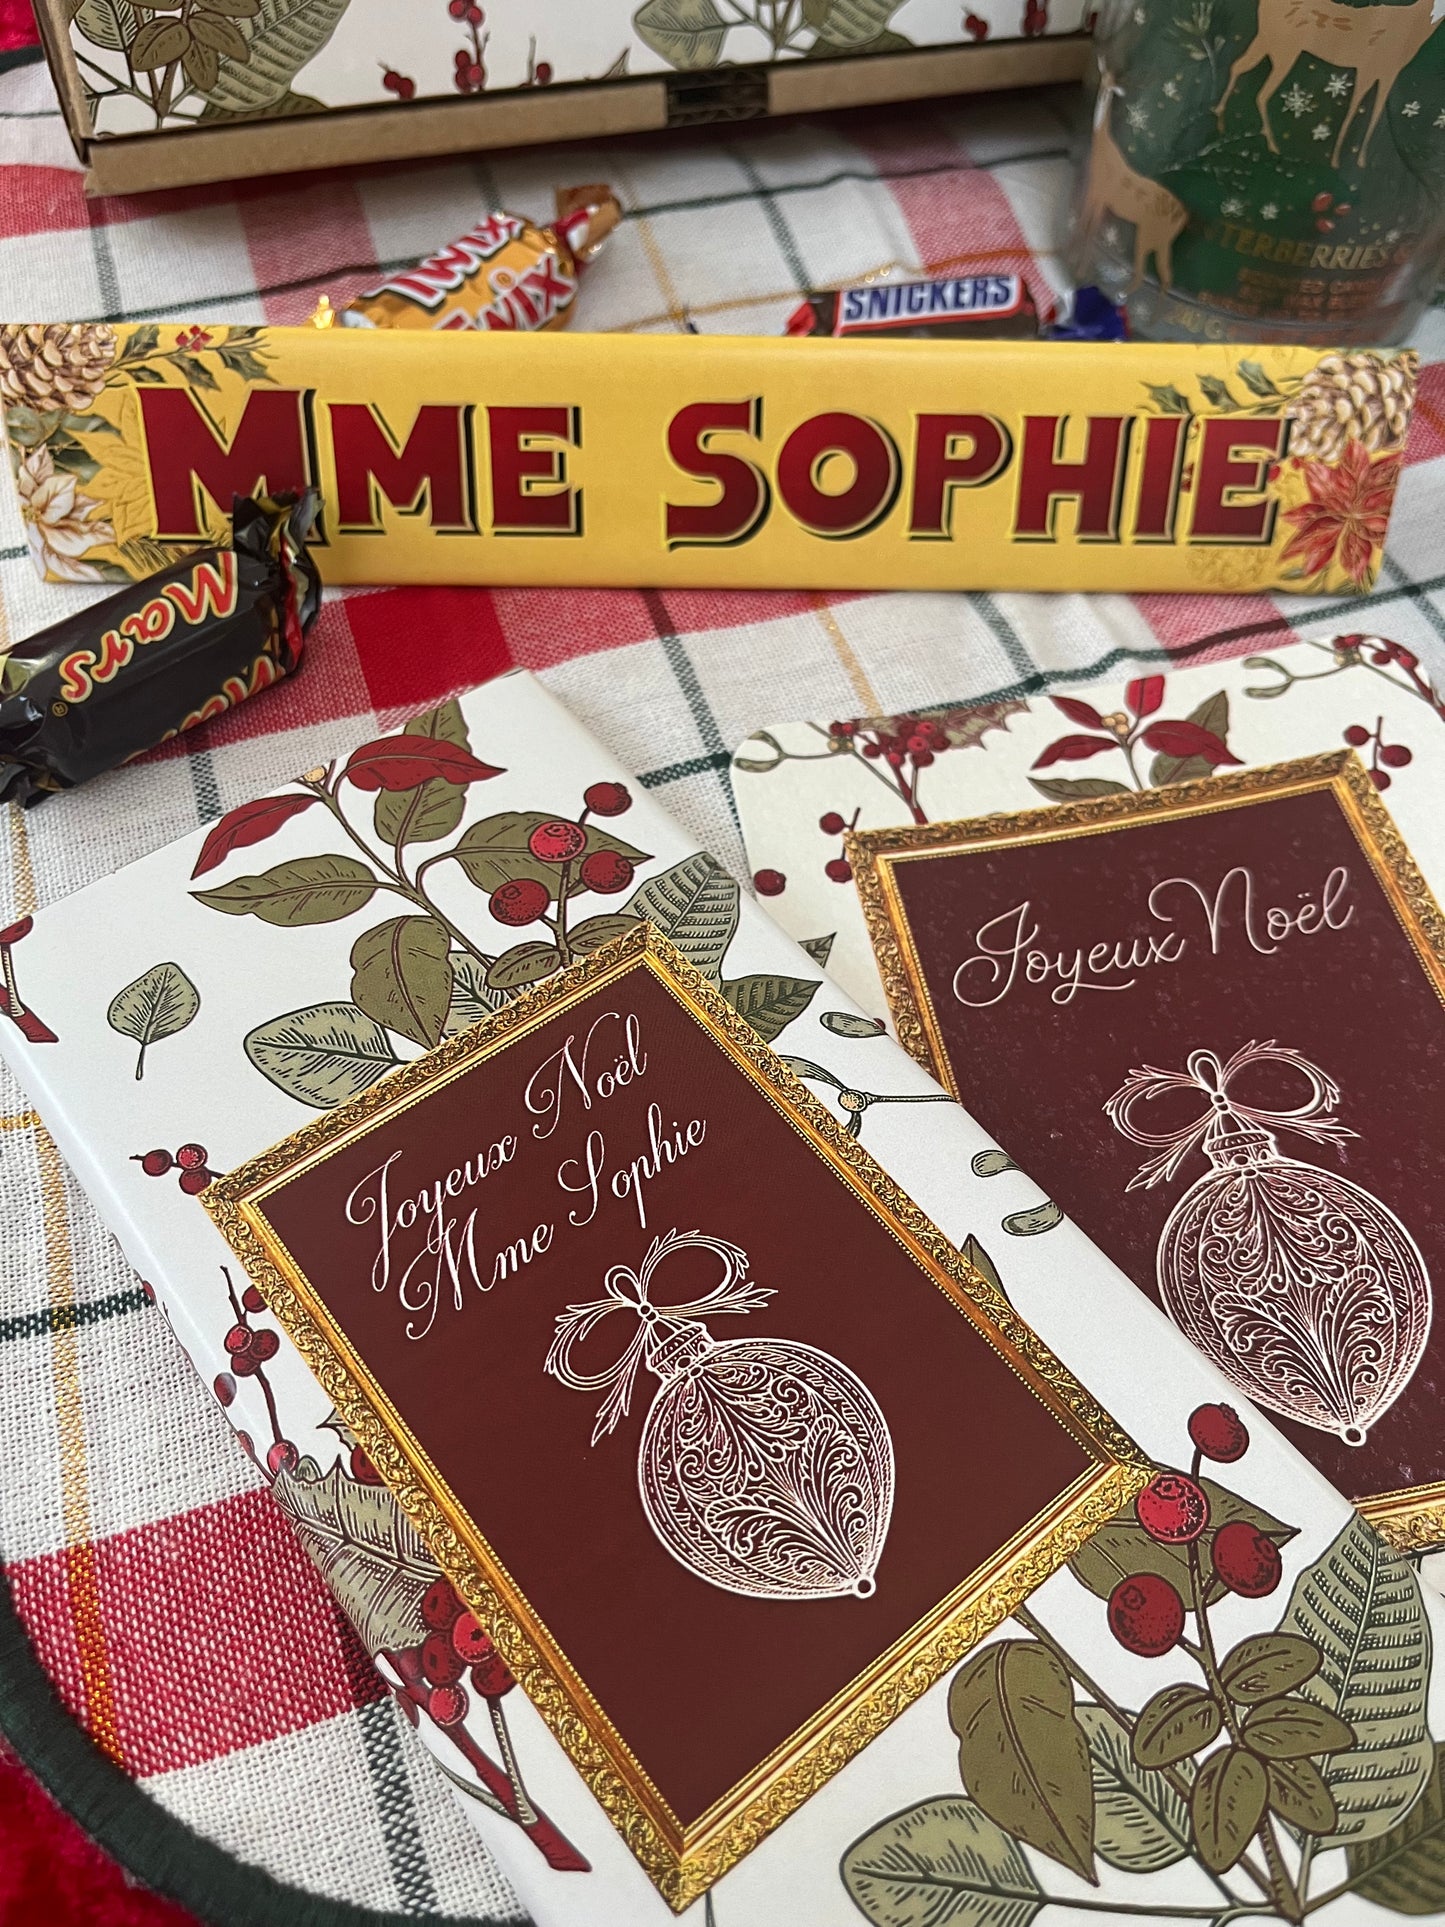 TWIX
SNICKERS
MME SOPHIE
Mars
Joyeux Noël
Joyeux Noël
Mme Sophie